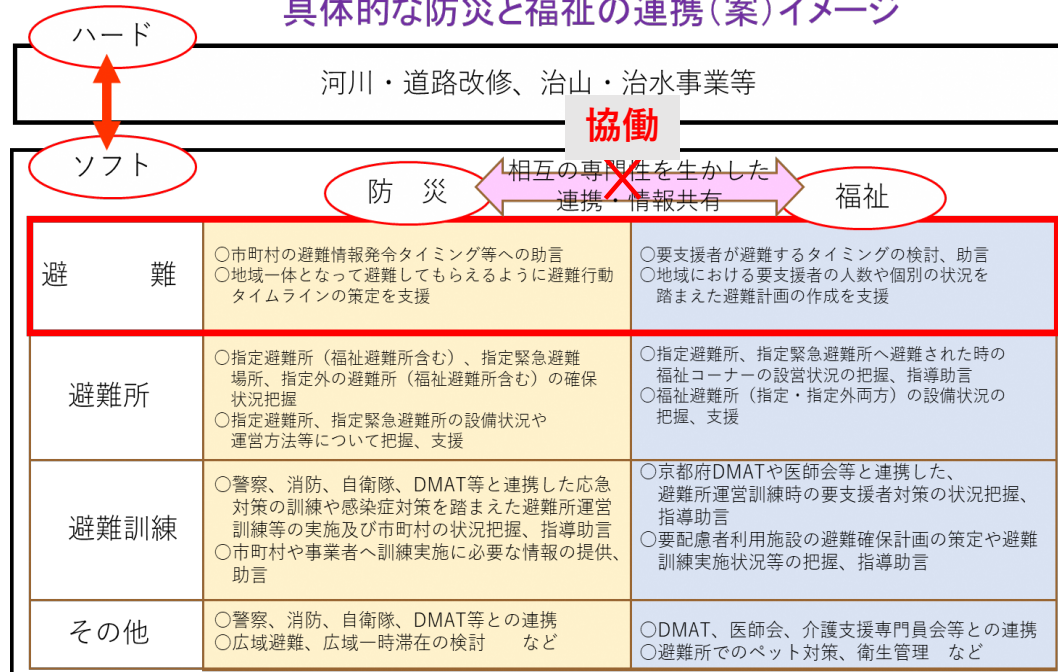 具体的な防災と福祉の連携（案）イメージ
ハード
河川・道路改修、治山・治水事業等
協働
ソフト
防　災
相互の専門性を生かした
連携・情報共有
福祉
避　　　難
○市町村の避難情報発令タイミング等への助言
○地域一体となって避難してもらえるように避難行動
タイムラインの策定を支援
○要支援者が避難するタイミングの検討、助言
○地域における要支援者の人数や個別の状況を
踏まえた避難計画の作成を支援
避難所
○指定避難所（福祉避難所含む）、指定緊急避難
場所、指定外の避難所（福祉避難所含む）の確保
状況把握
○指定避難所、指定緊急避難所の設備状況や
運営方法等について把握、支援
○指定避難所、指定緊急避難所へ避難された時の
福祉コーナーの設営状況の把握、指導助言
○福祉避難所（指定・指定外両方）の設備状況の
把握、支援
避難訓練
○警察、消防、自衛隊、DMAT等と連携した応急
対策の訓練や感染症対策を踏まえた避難所運営
訓練等の実施及び市町村の状況把握、指導助言
○市町村や事業者へ訓練実施に必要な情報の提供、
助言
○京都府DMATや医師会等と連携した、
避難所運営訓練時の要支援者対策の状況把握、
指導助言
○要配慮者利用施設の避難確保計画の策定や避難
訓練実施状況等の把握、指導助言
その他
○警察、消防、自衛隊、DMAT等との連携
○広域避難、広域一時滞在の検討　　など
○DMAT、医師会、介護支援専門員会等との連携
○避難所でのペット対策、衛生管理　など